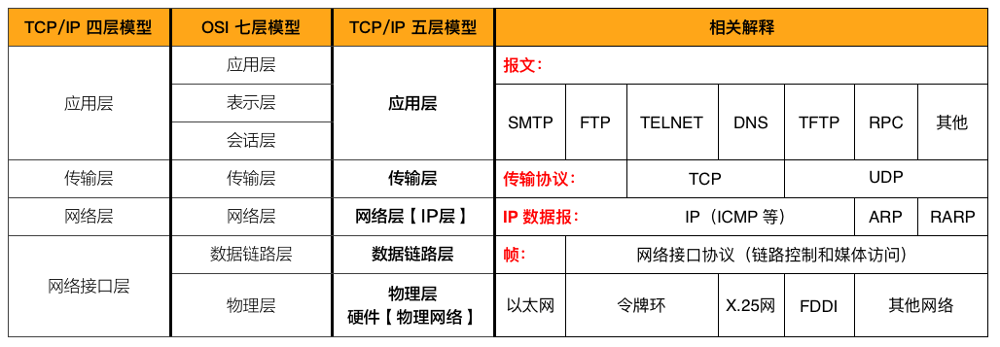 TCP/IP 四层模型 OSI 七层模型 TCP/IP 五层模型 相关解释
应用层 应用层 应用层 报文：
表示层 SMTP FTP TELNET DNS TFTP RPC 其他
会话层
传输层 传输层 传输层 传输协议： TCP UDP
网络层 网络层 网络层【IP层】 IP 数据报： IP（ICMP 等） ARP RARP
网络接口层 数据链路层 数据链路层 帧： 网络接口协议（链路控制和媒体访问）
物理层 物理层 以太网 令牌环 X.25网 FDDI 其他网络
硬件【物理网络】